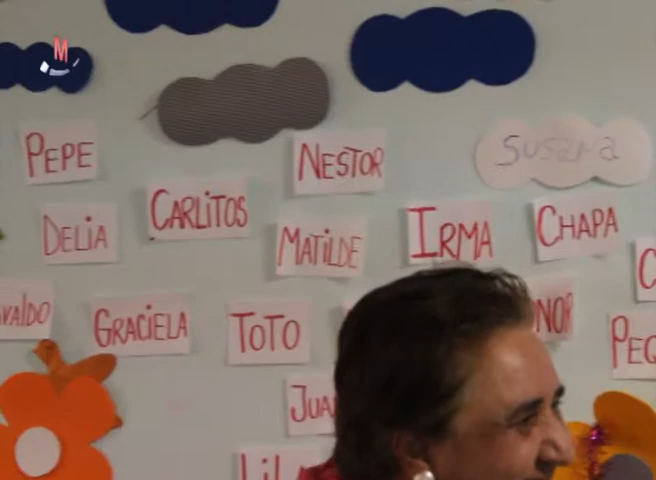 M
PEPE
NESTOR
Susana
CARLITOS
DELIA
MATILDE
IRMA
CHAPA
GRACIELA
TOTO